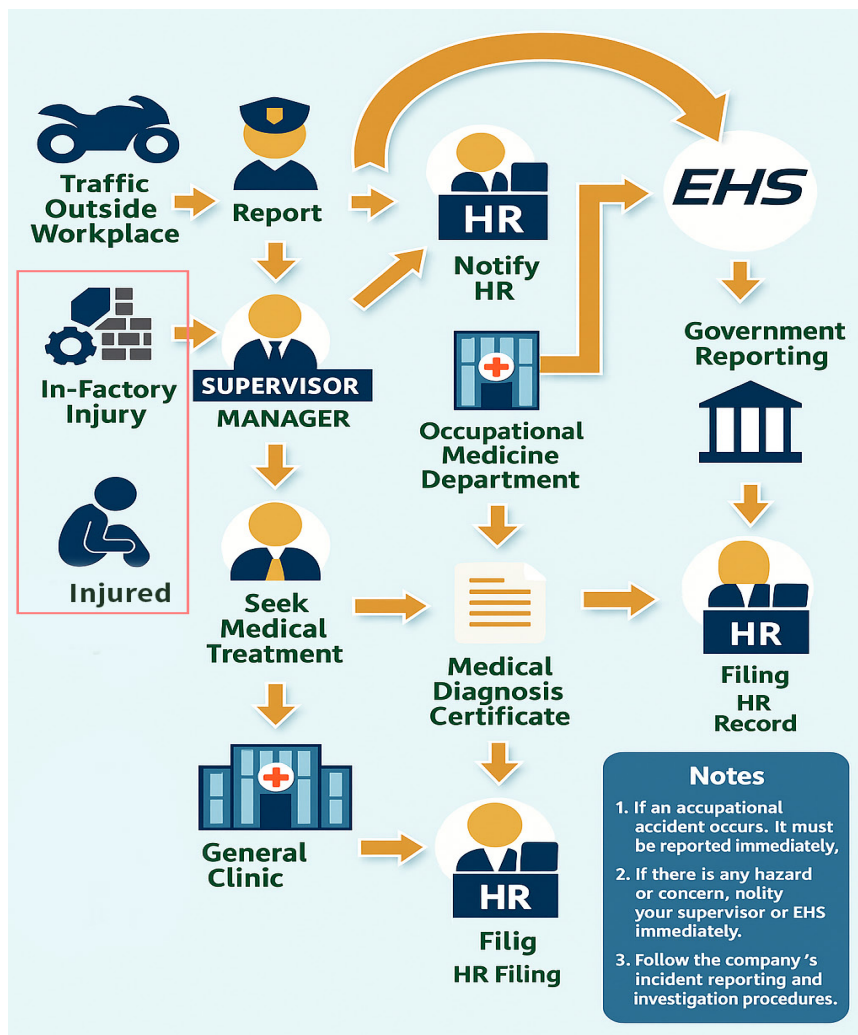 Traffic
Outside
Workplace
Report
HR
Notify
HR
EHS
In-Factory
Injury
SUPERVISOR
MANAGER
Occupational
Medicine
Department
Government
Reporting
Injured
Seek
Medical
Treatment
Medical
Diagnosis
Certificate
HR
Filing
HR
Record
General
Clinic
HR
Filig
HR Filing
Notes
1. If an accupational
accident occurs. It must
be reported immediately,
2. If there is any hazard
or concern, nolity
your supervisor or EHS
immediately.
3. Follow the company's
incident reporting and
investigation procedures.